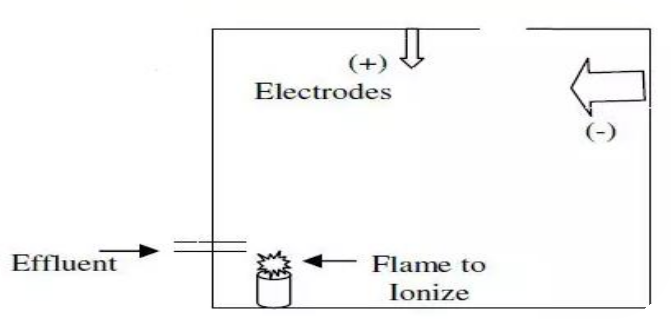 (+)
Electrodes
(-)
Effluent
Flame to
Ionize